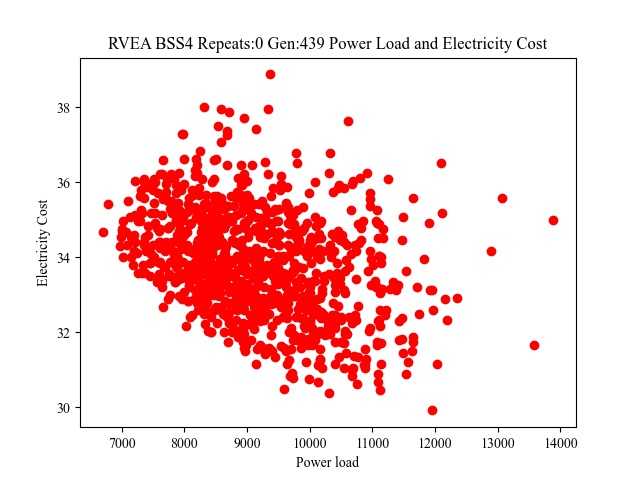 RVEA BSS4 Repeats:0 Gen:439 Power Load and Electricity Cost
38
36
34
32
30
Electricity Cost
7000 8000 9000 10000 11000 12000 13000 14000
Power load